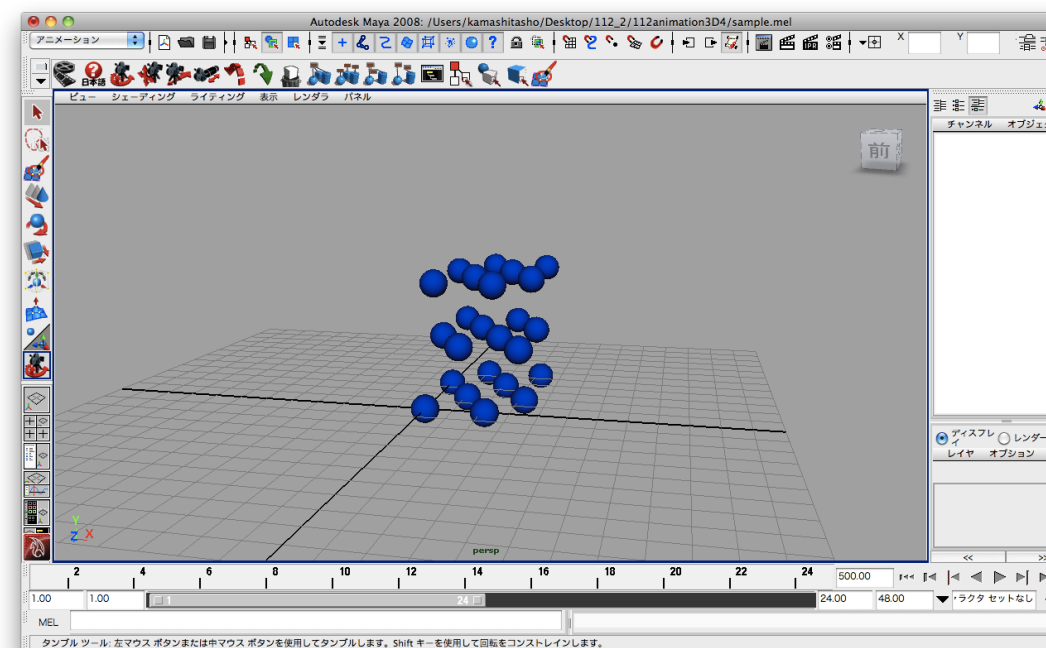 Autodesk Maya 2008: /Users/kamashitasho/Desktop/112_2/112animation3D4/sample.mel
アニメーション
X
Y
日本語
ビュー シェーディング ライティング 表示 レンダラ パネル
チャンネル オブジェ
前
ディスプレイ レンダー
レイヤ オプション
Y
Z X
persp
<< >>
2 4 6 8 10 12 14 16 18 20 22 24 500.00
1.00 1.00 1 24 24.00 48.00 ャラクタ セットなし
MEL
タンブル ツール: 左マウス ボタンまたは中マウス ボタンを使用してタンブルします。Shift キーを使用して回転をコンストレインします。